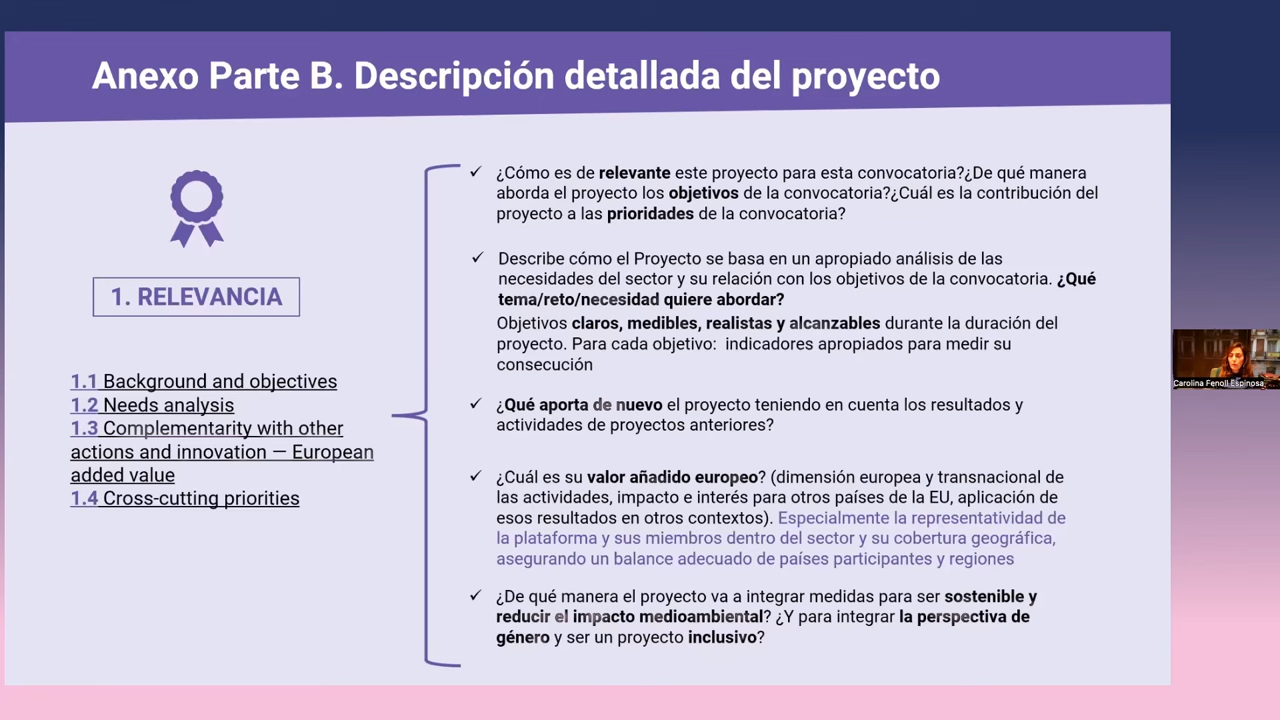 Anexo Parte B. Descripción detallada del proyecto
1. RELEVANCIA
1.1 Background and objectives
1.2 Needs analysis
1.3 Complementarity with other
actions and innovation — European
added value
1.4 Cross-cutting priorities
✓ ¿Cómo es de relevante este proyecto para esta convocatoria?¿De qué manera
aborda el proyecto los objetivos de la convocatoria?¿Cuál es la contribución del
proyecto a las prioridades de la convocatoria?
✓ Describe cómo el Proyecto se basa en un apropiado análisis de las
necesidades del sector y su relación con los objetivos de la convocatoria. ¿Qué
tema/reto/necesidad quiere abordar?
Objetivos claros, medibles, realistas y alcanzables durante la duración del
proyecto. Para cada objetivo: indicadores apropiados para medir su
consecución
✓ ¿Qué aporta de nuevo el proyecto teniendo en cuenta los resultados y
actividades de proyectos anteriores?
✓ ¿Cuál es su valor añadido europeo? (dimensión europea y transnacional de
las actividades, impacto e interés para otros países de la EU, aplicación de
esos resultados en otros contextos). Especialmente la representatividad de
la plataforma y sus miembros dentro del sector y su cobertura geográfica,
asegurando un balance adecuado de países participantes y regiones
✓ ¿De qué manera el proyecto va a integrar medidas para ser sostenible y
reducir el impacto medioambiental? ¿Y para integrar la perspectiva de
género y ser un proyecto inclusivo?
Carolina Fenoll Espinosa,